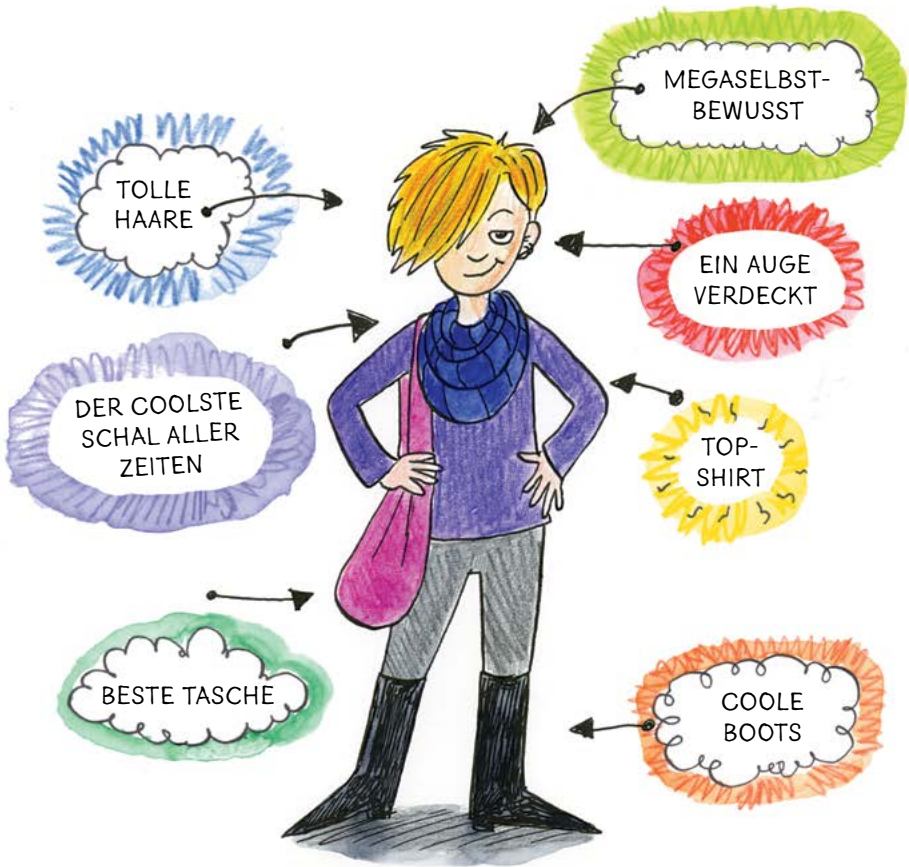 MEGASELBST-
BEWUSST
TOLLE
HAARE
EIN AUGE
VERDECKT
DER COOLSTE
SCHAL ALLER
ZEITEN
TOP-
SHIRT
BESTE TASCHE
COOLE
BOOTS